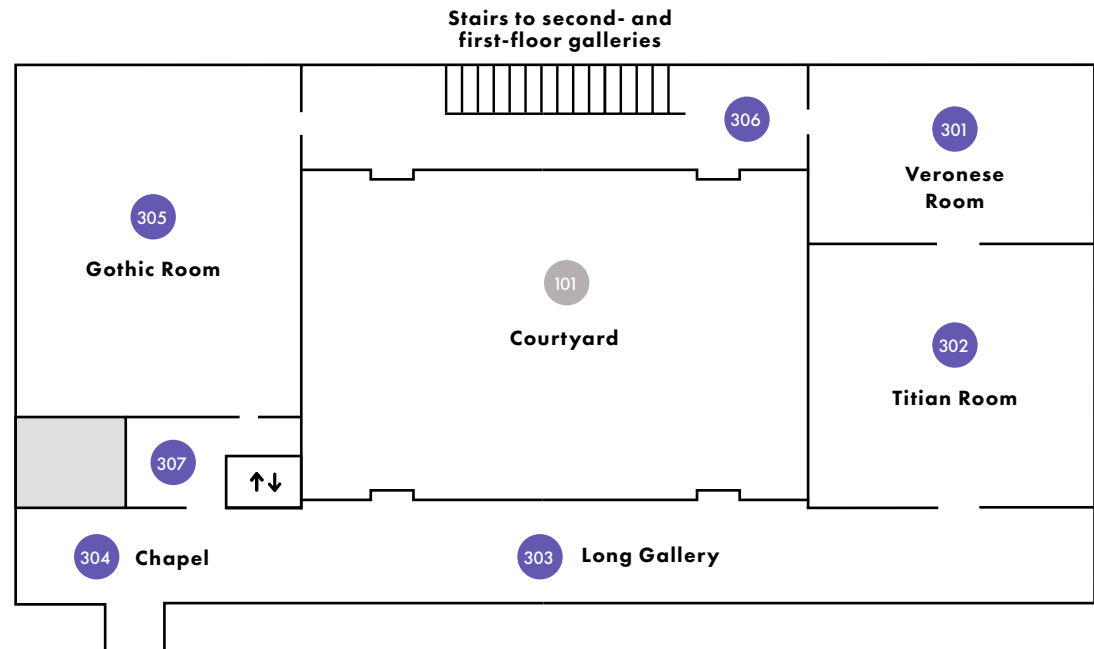 Stairs to second- and
first-floor galleries
306
301
Veronese
Room
305
Gothic Room
101
Courtyard
302
Titian Room
307
304
Chapel
303
Long Gallery